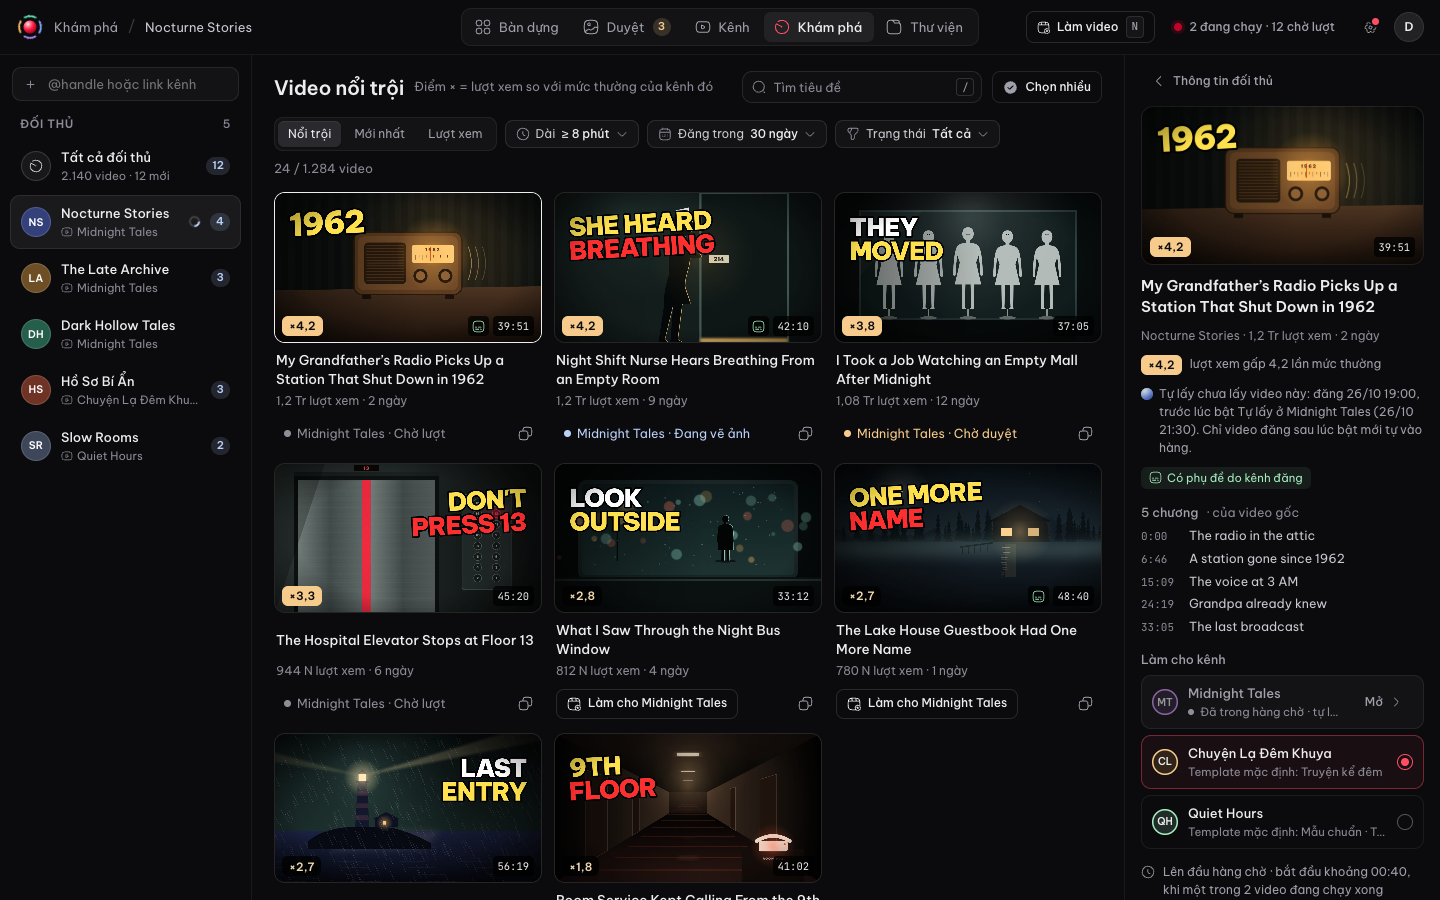 Khám phá / Nocturne Stories
Bàn dựng
Duyệt 3
Kênh
Khám phá
Thư viện
Làm video N
2 đang chạy · 12 chờ lượt
D
+ @handle hoặc link kênh
ĐỐI THỦ 5
Tất cả đối thủ
2.140 video · 12 mới
12
NS
Nocturne Stories
Midnight Tales
4
LA
The Late Archive
Midnight Tales
3
DH
Dark Hollow Tales
Midnight Tales
HS
Hồ Sơ Bí Ẩn
Chuyện Lạ Đêm Khu...
3
SR
Slow Rooms
Quiet Hours
2
Video nổi trội
Điểm × = lượt xem so với mức thường của kênh đó
Tìm tiêu đề /
Chọn nhiều
Nổi trội
Mới nhất
Lượt xem
Dài ≥ 8 phút
Đăng trong 30 ngày
Trạng thái Tất cả
24 / 1.284 video
1962
×4,2
39:51
My Grandfather’s Radio Picks Up a
Station That Shut Down in 1962
1,2 Tr lượt xem · 2 ngày
Midnight Tales · Chờ lượt
SHE HEARD
BREATHING
214
×4,2
42:10
Night Shift Nurse Hears Breathing From
an Empty Room
1,2 Tr lượt xem · 9 ngày
Midnight Tales · Đang vẽ ảnh
THEY
MOVED
×3,8
37:05
I Took a Job Watching an Empty Mall
After Midnight
1,08 Tr lượt xem · 12 ngày
Midnight Tales · Chờ duyệt
13
DON'T
PRESS 13
×3,3
45:20
The Hospital Elevator Stops at Floor 13
944 N lượt xem · 6 ngày
Midnight Tales · Chờ lượt
LOOK
OUTSIDE
×2,8
33:12
What I Saw Through the Night Bus
Window
812 N lượt xem · 4 ngày
Làm cho Midnight Tales
ONE MORE
NAME
×2,7
48:40
The Lake House Guestbook Had One
More Name
780 N lượt xem · 1 ngày
Làm cho Midnight Tales
LAST
ENTRY
×2,7
56:19
9TH
FLOOR
×1,8
41:02
Room Service Kept Calling From the 9th
Thông tin đối thủ
1962
1962
×4,2
39:51
My Grandfather’s Radio Picks Up a
Station That Shut Down in 1962
Nocturne Stories · 1,2 Tr lượt xem · 2 ngày
×4,2 lượt xem gấp 4,2 lần mức thường
Tự lấy chưa lấy video này: đăng 26/10 19:00,
trước lúc bật Tự lấy ở Midnight Tales (26/10
21:30). Chỉ video đăng sau lúc bật mới tự vào
hàng.
Có phụ đề do kênh đăng
5 chương · của video gốc
0:00 The radio in the attic
6:46 A station gone since 1962
15:09 The voice at 3 AM
24:19 Grandpa already knew
33:05 The last broadcast
Làm cho kênh
MT
Midnight Tales
Đã trong hàng chờ · tự l...
Mở
CL
Chuyện Lạ Đêm Khuya
Template mặc định: Truyện kể đêm
QH
Quiet Hours
Template mặc định: Mẫu chuẩn · T...
Lên đầu hàng chờ · bắt đầu khoảng 00:40,
khi một trong 2 video đang chạy xong